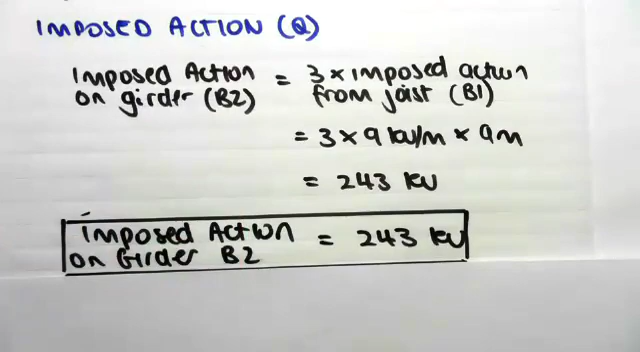 IMPOSED ACTION (Q)
Imposed Action = 3 x imposed action
on girder (B2) from joist (B1)
= 3 x 9 kN/m x 9m
= 243 kN
imposed Action = 243 kN
on Girder B2